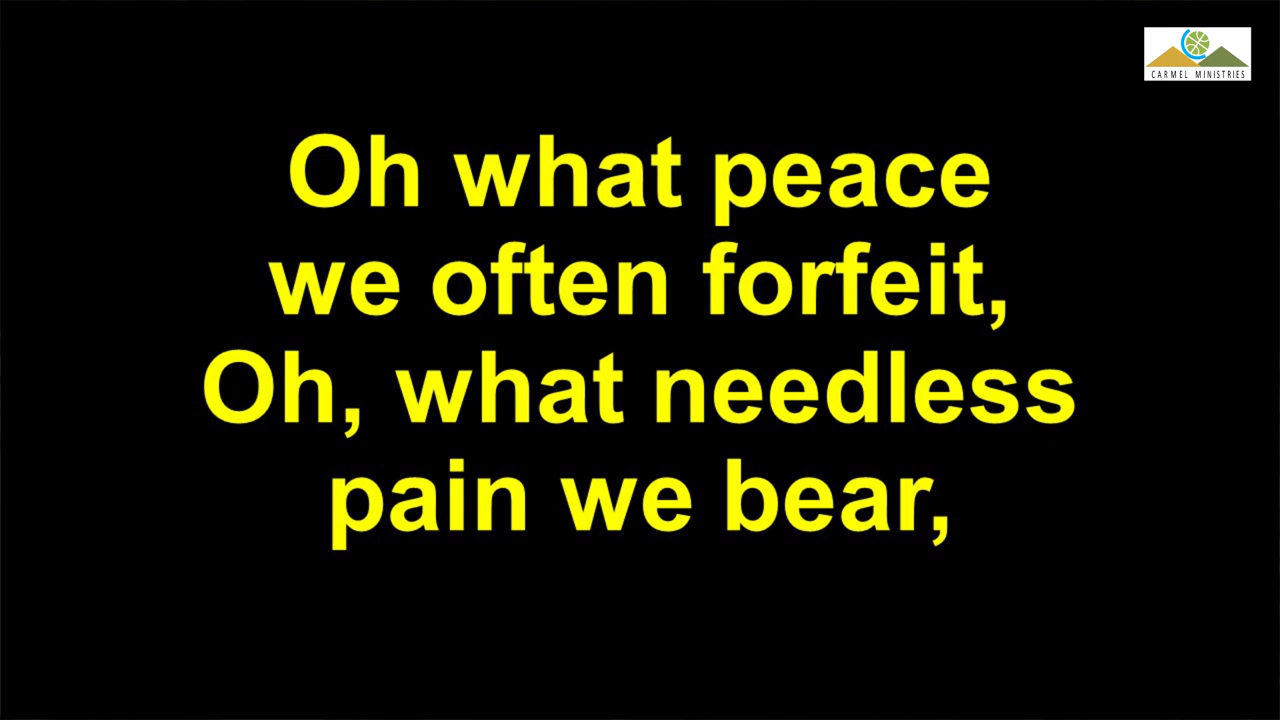 CARMEL MINISTRIES
Oh what peace
we often forfeit,
Oh, what needless
pain we bear,